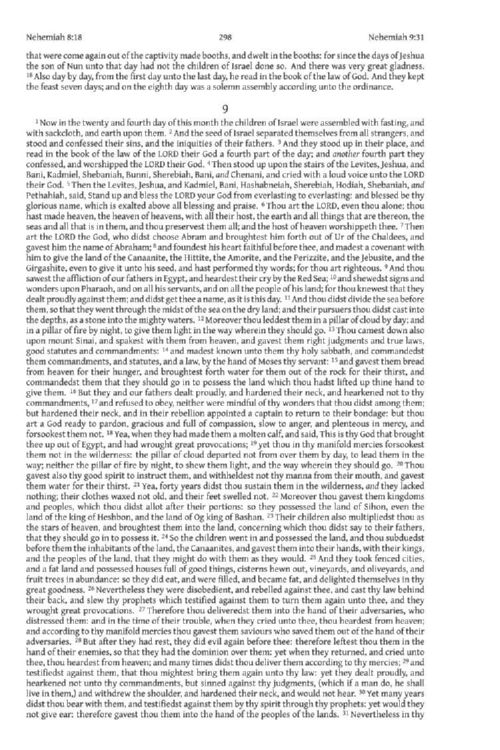 Nehemiah 8:18 298 Nehemiah 9:31
that were come again out of the captivity made booths, and dwelt in the booths: for since the days of Jeshua
the son of Nun unto that day had not the children of Israel done so. And there was very great gladness.
18 Also day by day, from the first day unto the last day, he read in the book of the law of God. And they kept
the feast seven days; and on the eighth day was a solemn assembly according unto the ordinance.
9
1 Now in the twenty and fourth day of this month the children of Israel were assembled with fasting, and
with sackcloth, and earth upon them. 2 And the seed of Israel separated themselves from all strangers, and
stood and confessed their sins, and the iniquities of their fathers. 3 And they stood up in their place, and
read in the book of the law of the LORD their God a fourth part of the day; and another fourth part they
confessed, and worshipped the LORD their God. 4 Then stood up upon the stairs of the Levites, Jeshua, and
Bani, Kadmiel, Shebaniah, Bunni, Sherebiah, Bani, and Chenani, and cried with a loud voice unto the LORD
their God. 5 Then the Levites, Jeshua, and Kadmiel, Bani, Hashabneiah, Sherebiah, Hodiah, Shebaniah, and
Pethahiah, said, Stand up and bless the LORD your God from everlasting to everlasting: and blessed be thy
glorious name, which is exalted above all blessing and praise. 6 Thou art the LORD, even thou alone; thou
hast made heaven, the heaven of heavens, with all their host, the earth and all things that are thereon, the
seas and all that is in them, and thou preservest them all; and the host of heaven worshippeth thee. 7 Then
art the LORD the God, who didst choose Abram and broughtest him forth out of Ur of the Chaldees, and
gavest him the name of Abraham; 8 and foundest his heart faithful before thee, and madest a covenant with
him to give the land of the Canaanite, the Hittite, the Amorite, and the Perizzite, and the Jebusite, and the
Girgashite, even to give it unto his seed, and hast performed thy words; for thou art righteous. 9 And thou
sawest the affliction of our fathers in Egypt, and heardest their cry by the Red Sea; 10 and shewedst signs and
wonders upon Pharaoh, and on all his servants, and on all the people of his land; for thou knewest that they
dealt proudly against them; and didst get thee a name, as it is this day. 11 And thou didst divide the sea before
them, so that they went through the midst of the sea on the dry land; and their pursuers thou didst cast into
the depths, as a stone into the mighty waters. 12 Moreover thou leddest them in a pillar of cloud by day; and
in a pillar of fire by night, to give them light in the way wherein they should go. 13 Thou camest down also
upon mount Sinai, and spakest with them from heaven, and gavest them right judgments and true laws,
good statutes and commandments: 14 and madest known unto them thy holy sabbath, and commandedst
them commandments, and statutes, and a law, by the hand of Moses thy servant: 15 and gavest them bread
from heaven for their hunger, and broughtest forth water for them out of the rock for their thirst, and
commandedst them that they should go in to possess the land which thou hadst lifted up thine hand to
give them. 16 But they and our fathers dealt proudly, and hardened their neck, and hearkened not to thy
commandments, 17 and refused to obey, neither were mindful of thy wonders that thou didst among them;
but hardened their neck, and in their rebellion appointed a captain to return to their bondage: but thou
art a God ready to pardon, gracious and full of compassion, slow to anger, and plenteous in mercy, and
forsookest them not. 18 Yea, when they had made them a molten calf, and said, This is thy God that brought
thee up out of Egypt, and had wrought great provocations; 19 yet thou in thy manifold mercies forsookest
them not in the wilderness: the pillar of cloud departed not from over them by day, to lead them in the
way; neither the pillar of fire by night, to shew them light, and the way wherein they should go. 20 Thou
gavest also thy good spirit to instruct them, and withheldest not thy manna from their mouth, and gavest
them water for their thirst. 21 Yea, forty years didst thou sustain them in the wilderness, and they lacked
nothing; their clothes waxed not old, and their feet swelled not. 22 Moreover thou gavest them kingdoms
and peoples, which thou didst allot after their portions: so they possessed the land of Sihon, even the
land of the king of Heshbon, and the land of Og king of Bashan. 23 Their children also multipliedst thou as
the stars of heaven, and broughtest them into the land, concerning which thou didst say to their fathers,
that they should go in to possess it. 24 So the children went in and possessed the land, and thou subduedst
before them the inhabitants of the land, the Canaanites, and gavest them into their hands, with their kings,
and the peoples of the land, that they might do with them as they would. 25 And they took fenced cities,
and a fat land and possessed houses full of good things, cisterns hewn out, vineyards, and oliveyards, and
fruit trees in abundance: so they did eat, and were filled, and became fat, and delighted themselves in thy
great goodness. 26 Nevertheless they were disobedient, and rebelled against thee, and cast thy law behind
their back, and slew thy prophets which testified against them to turn them again unto thee, and they
wrought great provocations. 27 Therefore thou deliveredst them into the hand of their adversaries, who
distressed them: and in the time of their trouble, when they cried unto thee, thou heardest from heaven;
and according to thy manifold mercies thou gavest them saviours who saved them out of the hand of their
adversaries. 28 But after they had rest, they did evil again before thee: therefore leftest thou them in the
hand of their enemies, so that they had the dominion over them: yet when they returned, and cried unto
thee, thou heardest from heaven; and many times didst thou deliver them according to thy mercies; 29 and
testifiedst against them, that thou mightest bring them again unto thy law: yet they dealt proudly, and
hearkened not unto thy commandments, but sinned against thy judgments, (which if a man do, he shall
live in them,) and withdrew the shoulder, and hardened their neck, and would not hear. 30 Yet many years
didst thou bear with them, and testifiedst against them by thy spirit through thy prophets: yet would they
not give ear: therefore gavest thou them into the hand of the peoples of the lands. 31 Nevertheless in thy